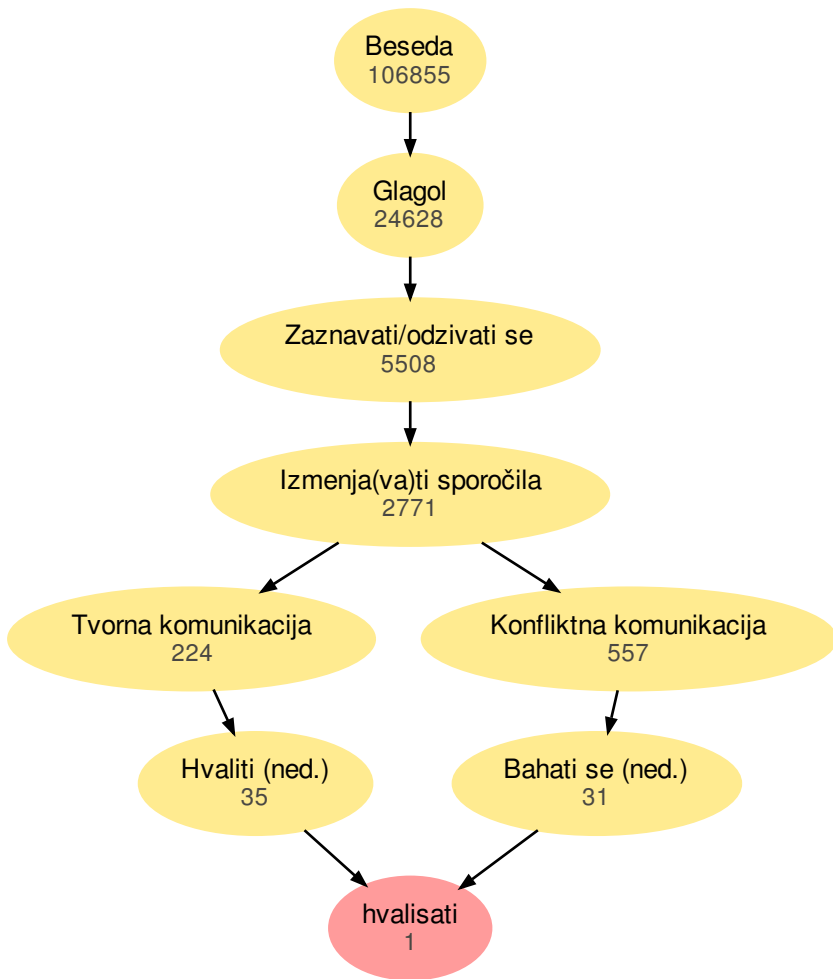 Beseda
106855
Glagol
24628
Zaznavati/odzivati se
5508
Izmenja(va)ti sporočila
2771
Tvorna komunikacija
224
Konfliktna komunikacija
557
Hvaliti (ned.)
35
Bahati se (ned.)
31
hvalisati
1